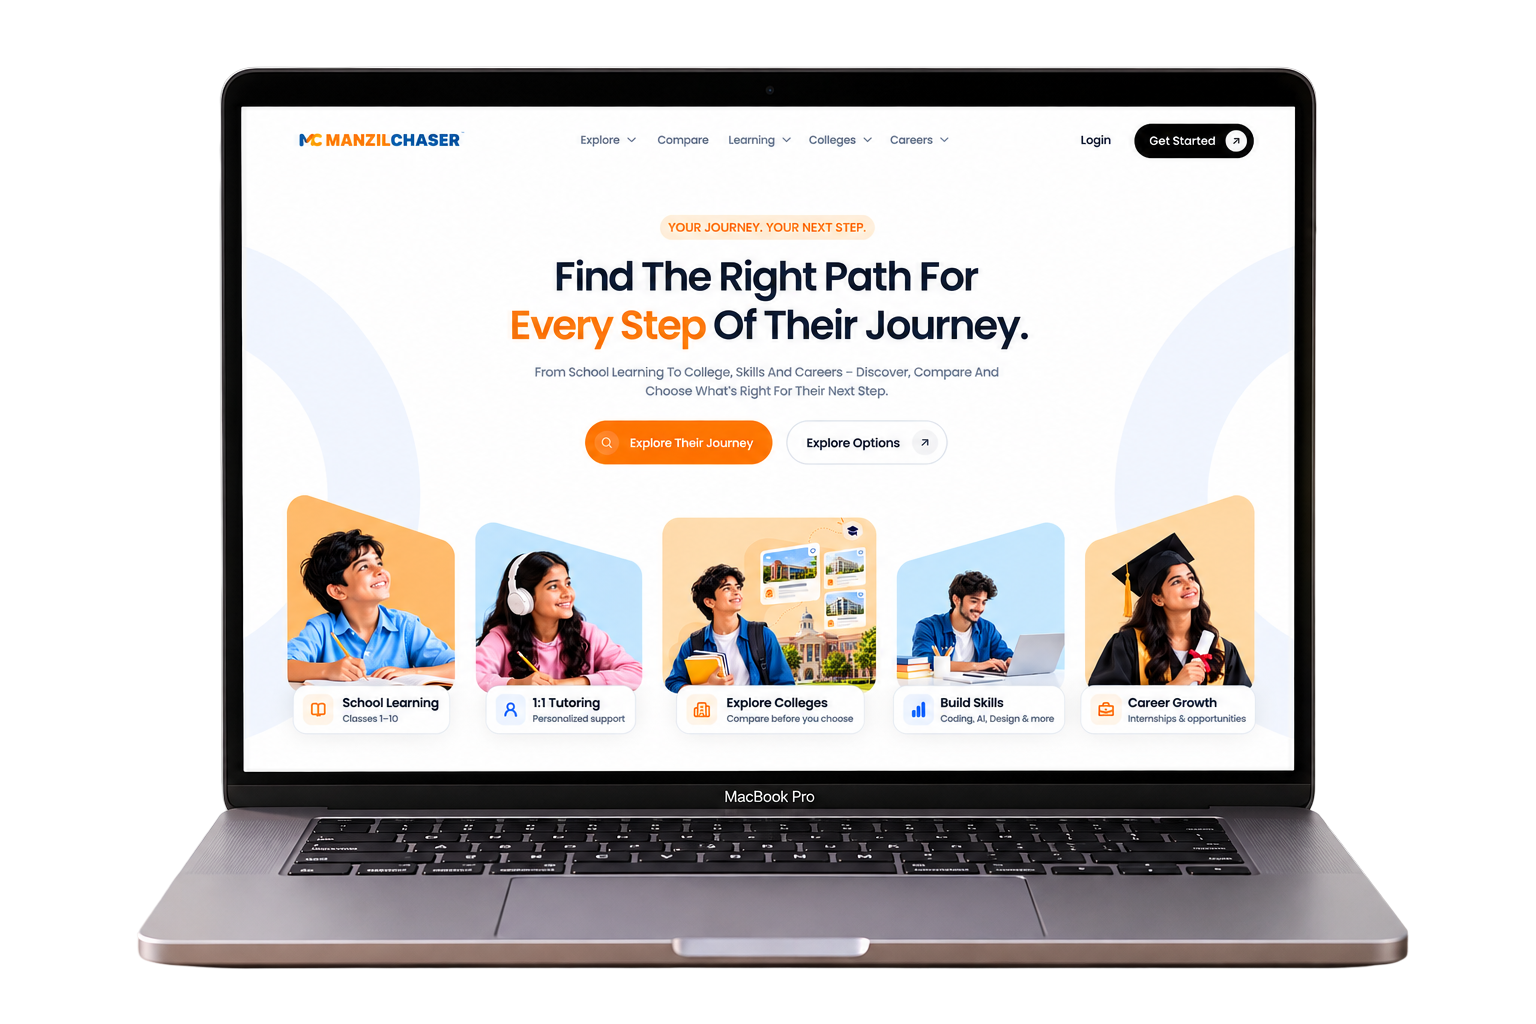 MC MANZILCHASER
Explore
Compare
Learning
Colleges
Careers
Login
Get Started
YOUR JOURNEY. YOUR NEXT STEP.
Find The Right Path For
Every Step Of Their Journey.
From School Learning To College, Skills And Careers – Discover, Compare And
Choose What's Right For Their Next Step.
Explore Their Journey
Explore Options
School Learning
Classes 1–10
1:1 Tutoring
Personalized support
Explore Colleges
Compare before you choose
Build Skills
Coding, AI, Design & more
Career Growth
Internships & opportunities
MacBook Pro